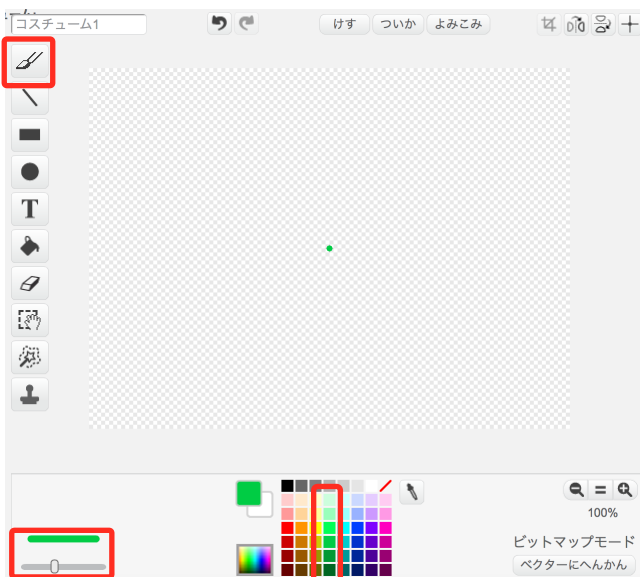 コスチューム1
けす ついか よみこみ
T
100%
ビットマップモード
ベクターにへんかん